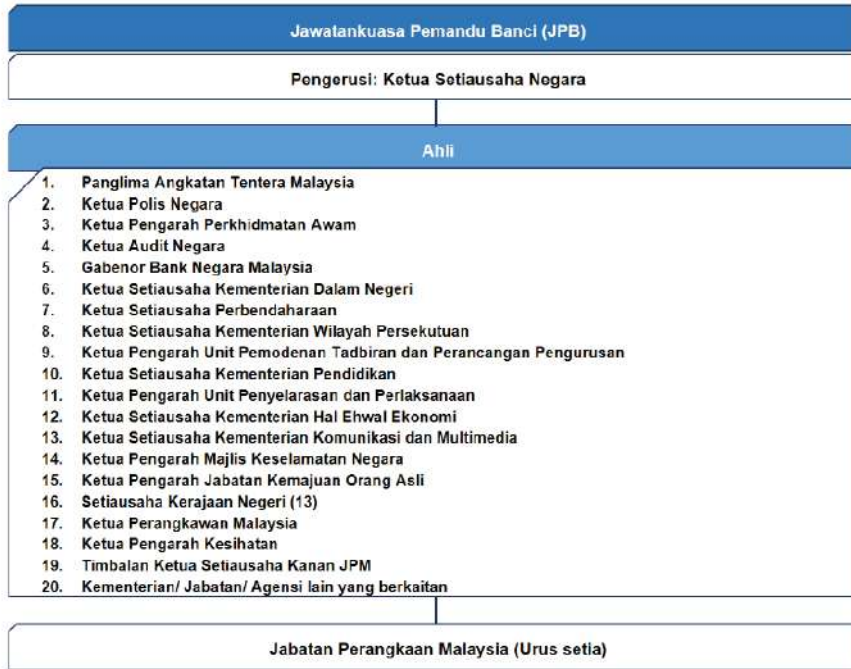 Jawatankuasa Pemandu Banci (JPB)
Pengerusi: Ketua Setiausaha Negara
Ahli
1. Panglima Angkatan Tentera Malaysia
2. Ketua Polis Negara
3. Ketua Pengarah Perkhidmatan Awam
4. Ketua Audit Negara
5. Gabenor Bank Negara Malaysia
6. Ketua Setiausaha Kementerian Dalam Negeri
7. Ketua Setiausaha Perbendaharaan
8. Ketua Setiausaha Kementerian Wilayah Persekutuan
9. Ketua Pengarah Unit Pemodenan Tadbiran dan Perancangan Pengurusan
10. Ketua Setiausaha Kementerian Pendidikan
11. Ketua Pengarah Unit Penyelarasan dan Perlaksanaan
12. Ketua Setiausaha Kementerian Hal Ehwal Ekonomi
13. Ketua Setiausaha Kementerian Komunikasi dan Multimedia
14. Ketua Pengarah Majlis Keselamatan Negara
15. Ketua Pengarah Jabatan Kemajuan Orang Asli
16. Setiausaha Kerajaan Negeri (13)
17. Ketua Perangkawan Malaysia
18. Ketua Pengarah Kesihatan
19. Timbalan Ketua Setiausaha Kanan JPM
20. Kementerian/ Jabatan/ Agensi lain yang berkaitan
Jabatan Perangkaan Malaysia (Urus setia)